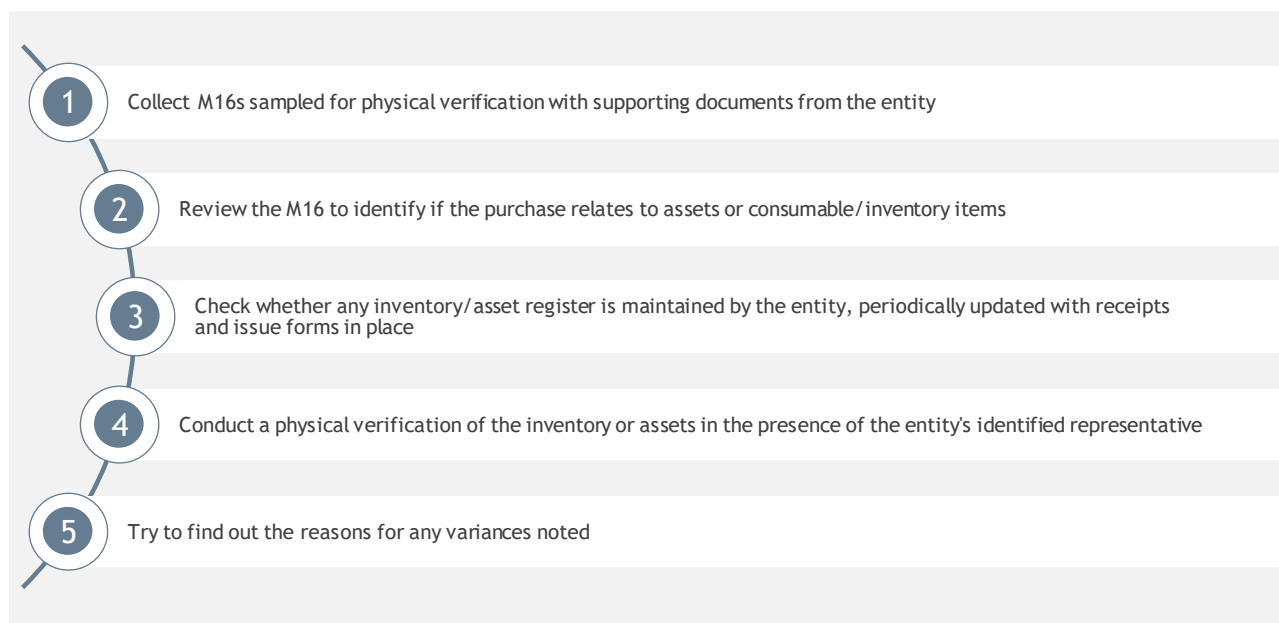 1
Collect M16s sampled for physical verification with supporting documents from the entity
2
Review the M16 to identify if the purchase relates to assets or consumable/inventory items
3
Check whether any inventory/asset register is maintained by the entity, periodically updated with receipts
and issue forms in place
4
Conduct a physical verification of the inventory or assets in the presence of the entity's identified representative
5
Try to find out the reasons for any variances noted